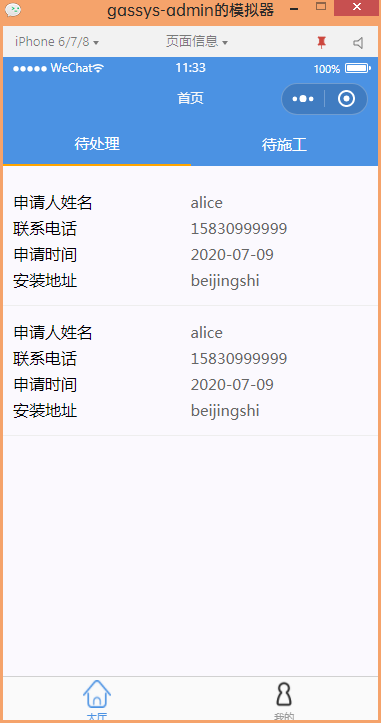 gassys-admin的模拟器
iPhone 6/7/8 页面信息
WeChat 11:33 100%
首页
待处理 待施工
申请人姓名 alice
联系电话 15830999999
申请时间 2020-07-09
安装地址 beijingshi
申请人姓名 alice
联系电话 15830999999
申请时间 2020-07-09
安装地址 beijingshi
大厅 我的